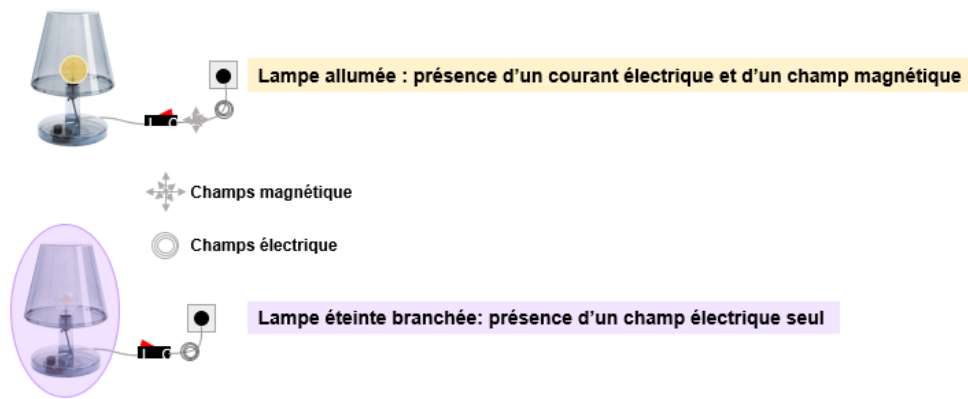 Lampe allumée : présence d’un courant électrique et d’un champ magnétique
Champs magnétique
Champs électrique
Lampe éteinte branchée: présence d’un champ électrique seul